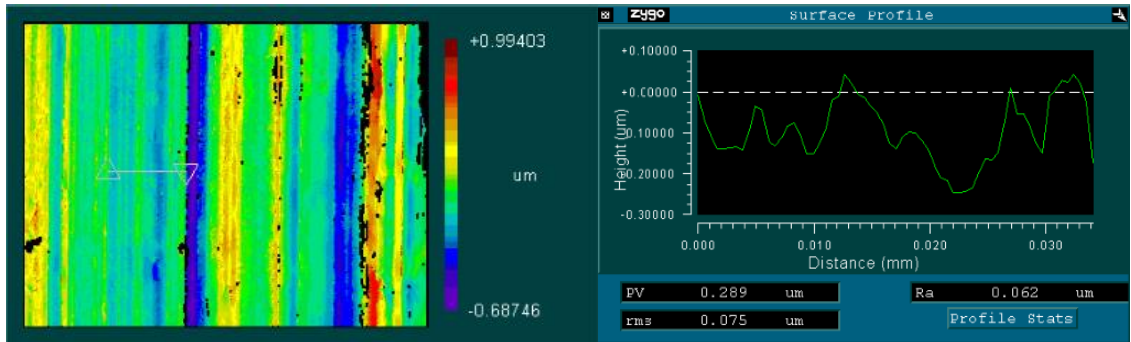 +0.99403
um
-0.68746
zygo
Surface Profile
Height (um)
+0.10000
+0.00000
-0.10000
-0.20000
-0.30000
0.000
0.010
0.020
0.030
Distance (mm)
PV 0.289 um
Ra 0.062 um
rms 0.075 um
Profile Stats